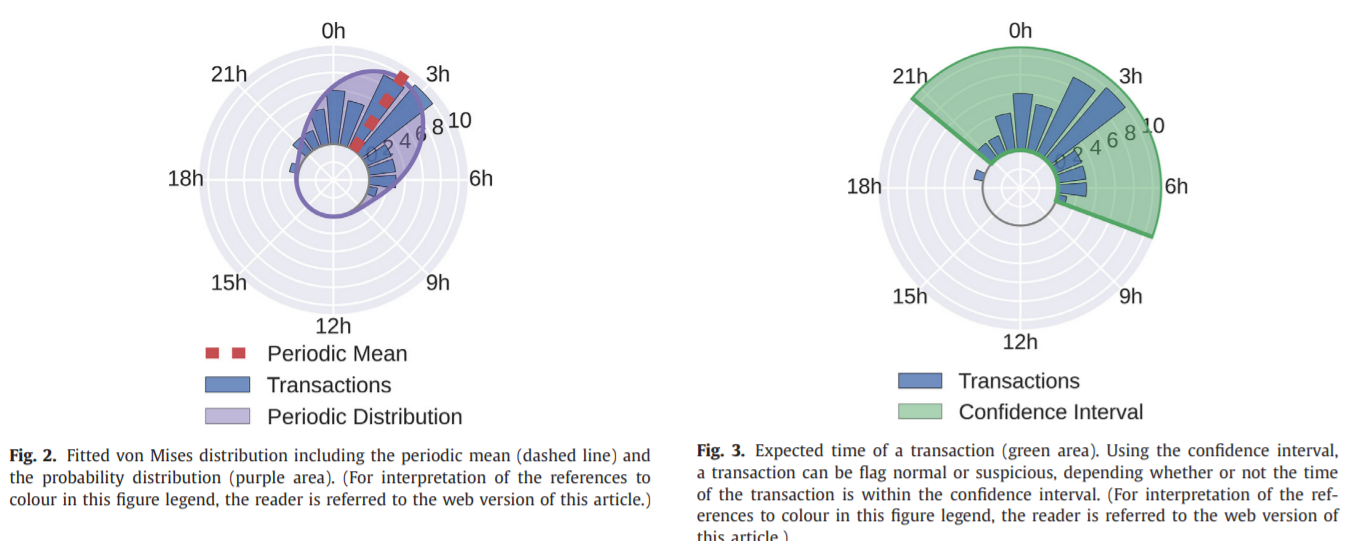 0h
21h
3h
10
8
6
4
2
0
18h
6h
15h
9h
12h
Periodic Mean
Transactions
Periodic Distribution
Fig. 2. Fitted von Mises distribution including the periodic mean (dashed line) and
the probability distribution (purple area). (For interpretation of the references to
colour in this figure legend, the reader is referred to the web version of this article.)
0h
21h
3h
10
8
6
4
2
0
18h
6h
15h
9h
12h
Transactions
Confidence Interval
Fig. 3. Expected time of a transaction (green area). Using the confidence interval,
a transaction can be flag normal or suspicious, depending whether or not the time
of the transaction is within the confidence interval. (For interpretation of the ref-
erences to colour in this figure legend, the reader is referred to the web version of
this article.)